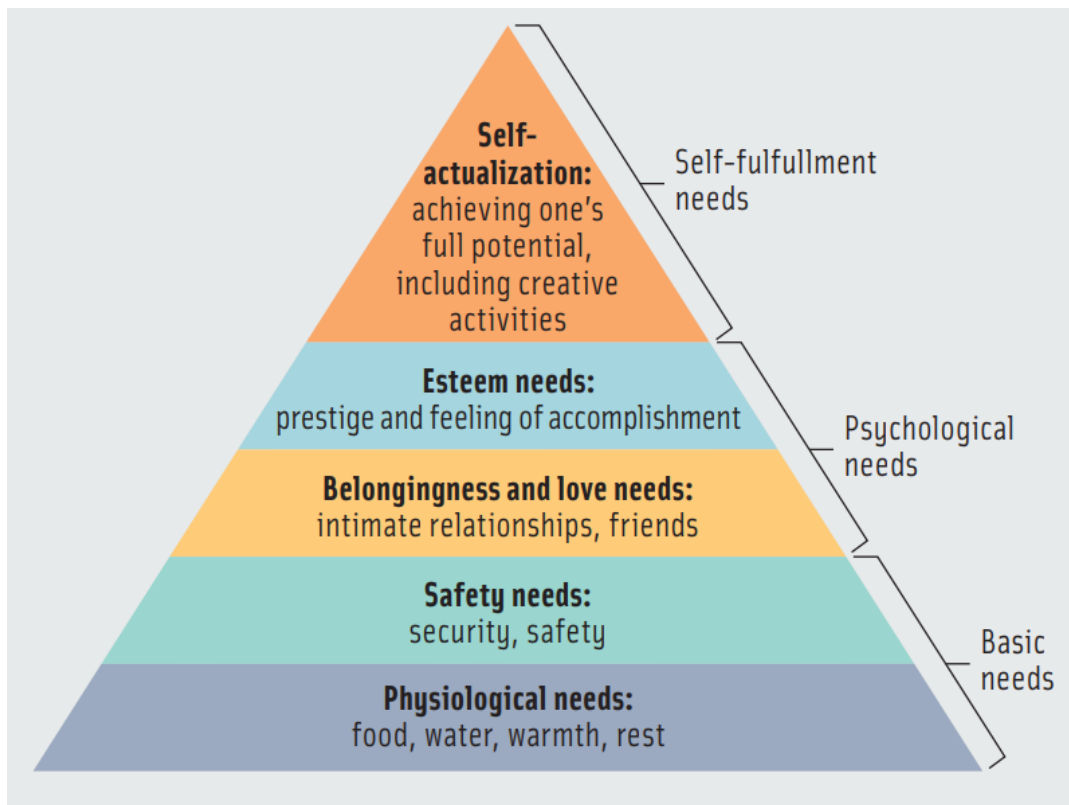 Self-
actualization:
achieving one's
full potential,
including creative
activities
Self-fulfullment
needs
Esteem needs:
prestige and feeling of accomplishment
Psychological
needs
Belongingness and love needs:
intimate relationships, friends
Safety needs:
security, safety
Basic
needs
Physiological needs:
food, water, warmth, rest